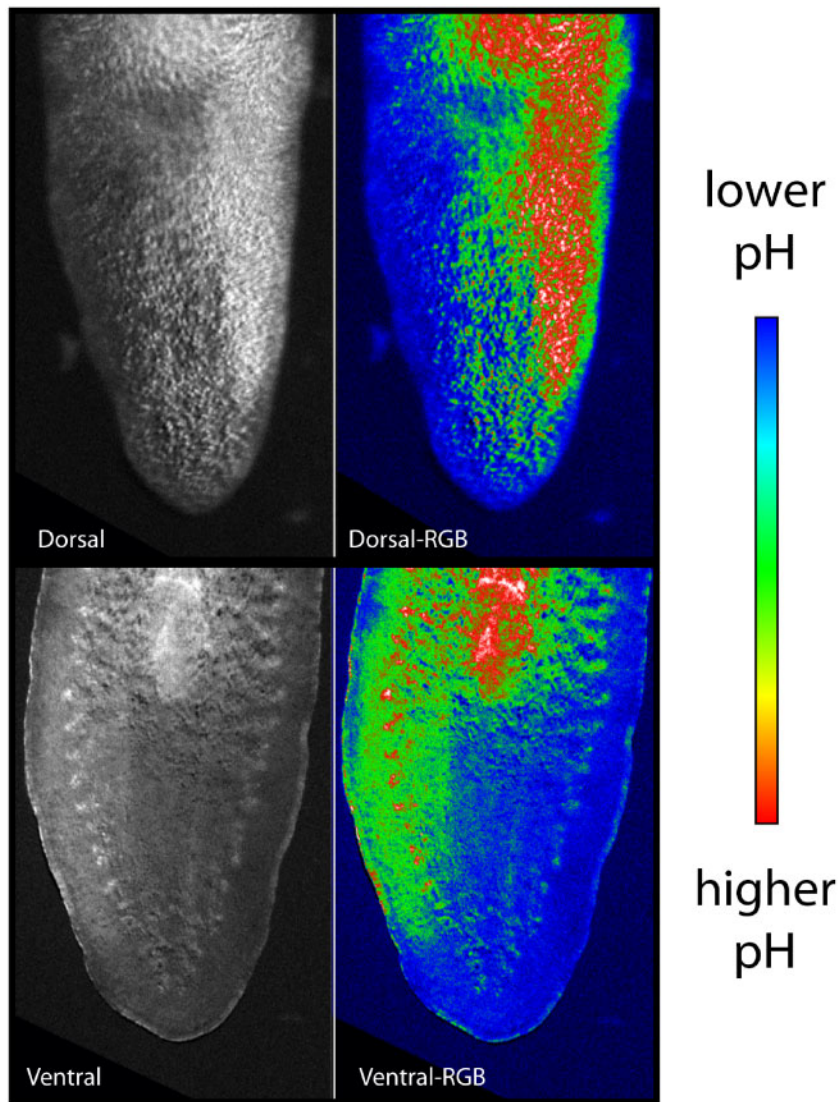 Dorsal
Dorsal-RGB
Ventral
Ventral-RGB
lower
pH
higher
pH